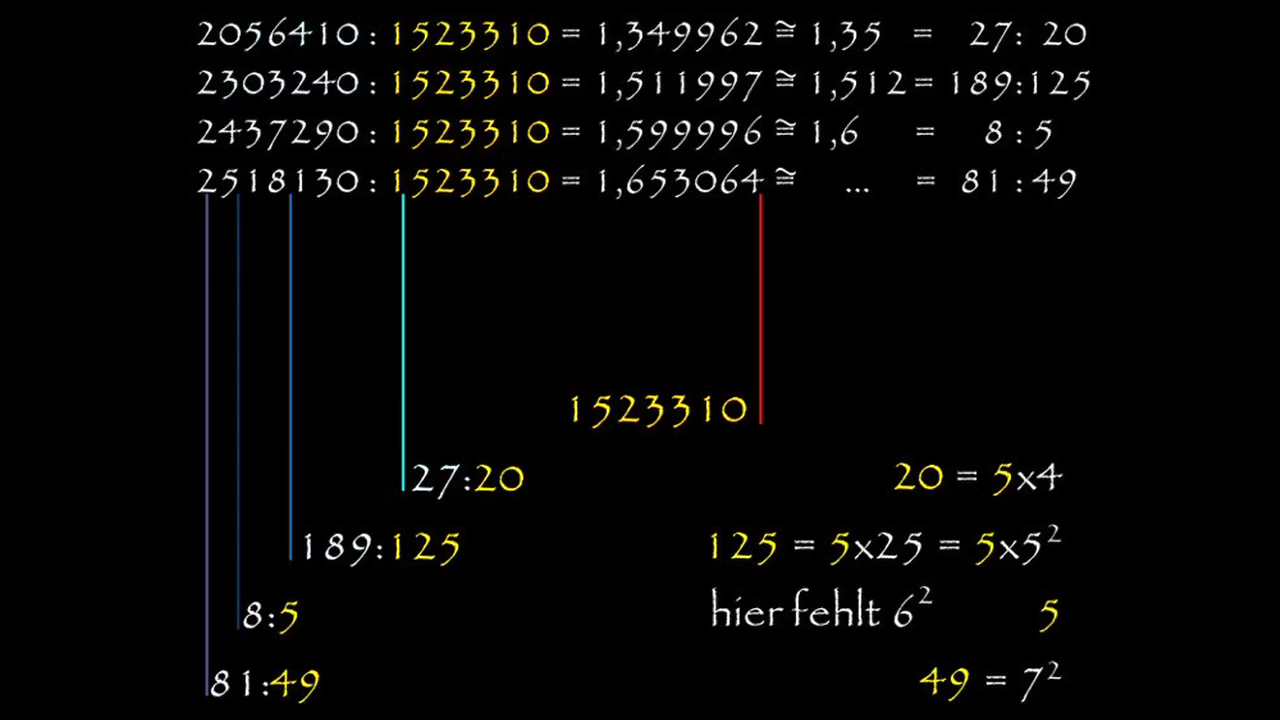 2056410 : 1523310 = 1,349962 ≅ 1,35 = 27: 20
2303240 : 1523310 = 1,511997 ≅ 1,512 = 189:125
2437290 : 1523310 = 1,599996 ≅ 1,6 = 8 : 5
2518130 : 1523310 = 1,653064 ≅ ... = 81 : 49
1523310
27:20
20 = 5x4
189:125
125 = 5x25 = 5x5²
8:5
hier fehlt 6² 5
81:49
49 = 7²